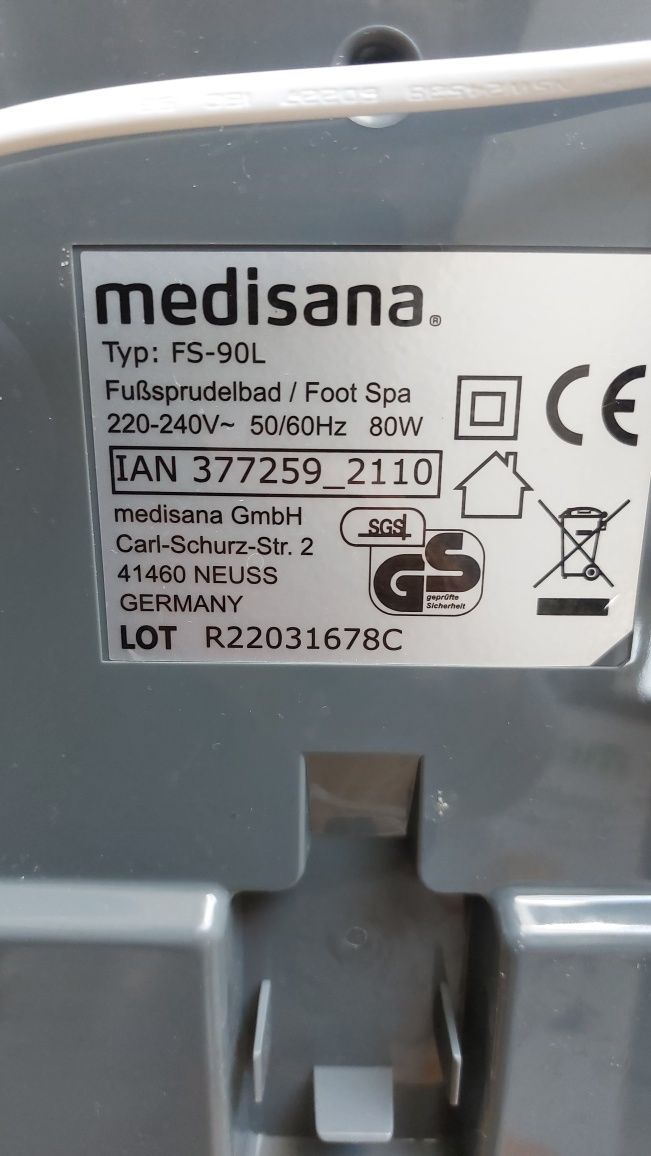 medisana®
Typ: FS-90L
Fußsprudelbad / Foot Spa
220-240V~ 50/60Hz 80W
CE
IAN 377259_2110
medisana GmbH
Carl-Schurz-Str. 2
41460 NEUSS
GERMANY
SGS
GS
geprüfte
Sicherheit
LOT R22031678C